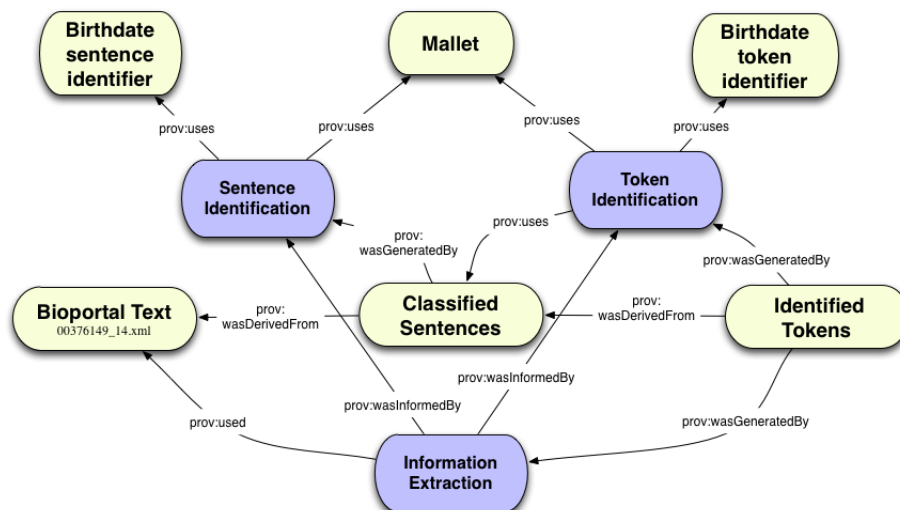 Birthdate
sentence
identifier
Mallet
Birthdate
token
identifier
prov:uses
prov:uses
prov:uses
prov:uses
Sentence
Identification
Token
Identification
prov:uses
prov:
wasGeneratedBy
prov:wasGeneratedBy
Bioportal Text
00376149_14.xml
prov:
wasDerivedFrom
Classified
Sentences
prov:
wasDerivedFrom
Identified
Tokens
prov:wasInformedBy
prov:wasInformedBy
prov:used
prov:wasGeneratedBy
Information
Extraction